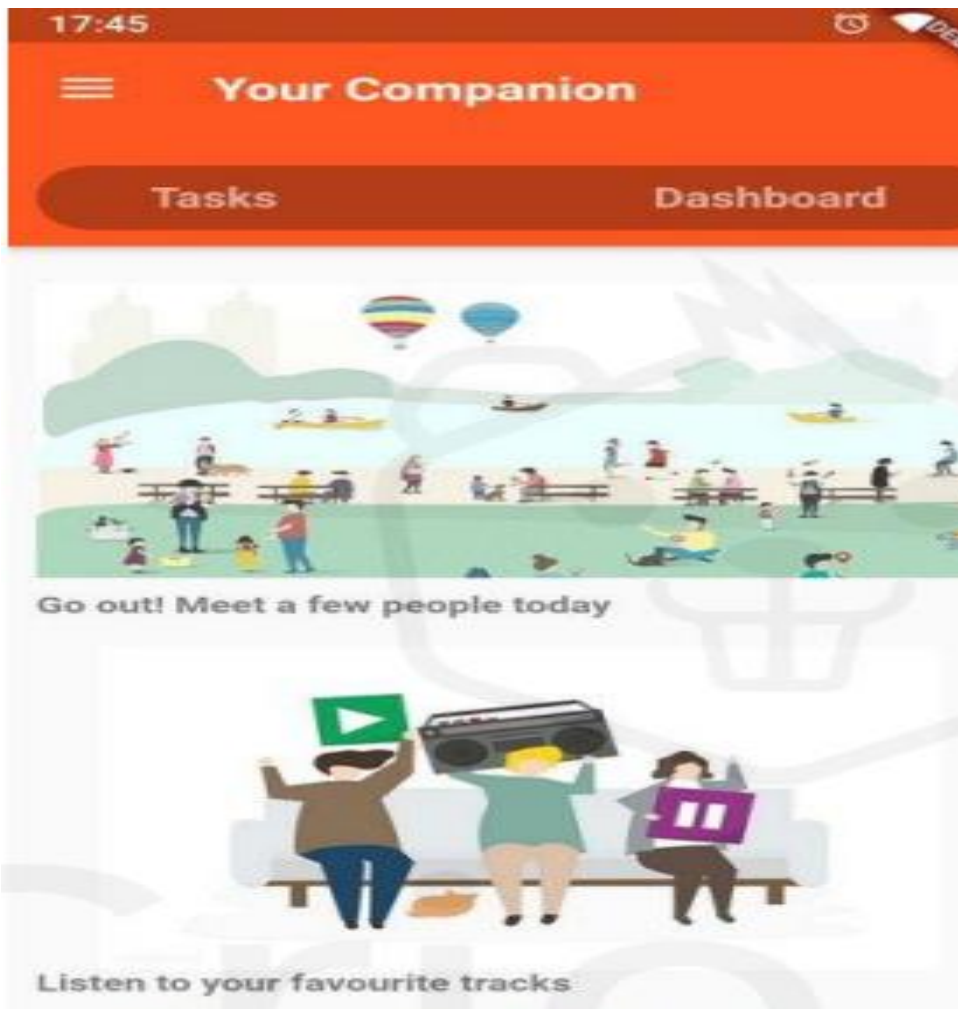 17:45
Your Companion
Tasks Dashboard
Go out! Meet a few people today
Listen to your favourite tracks